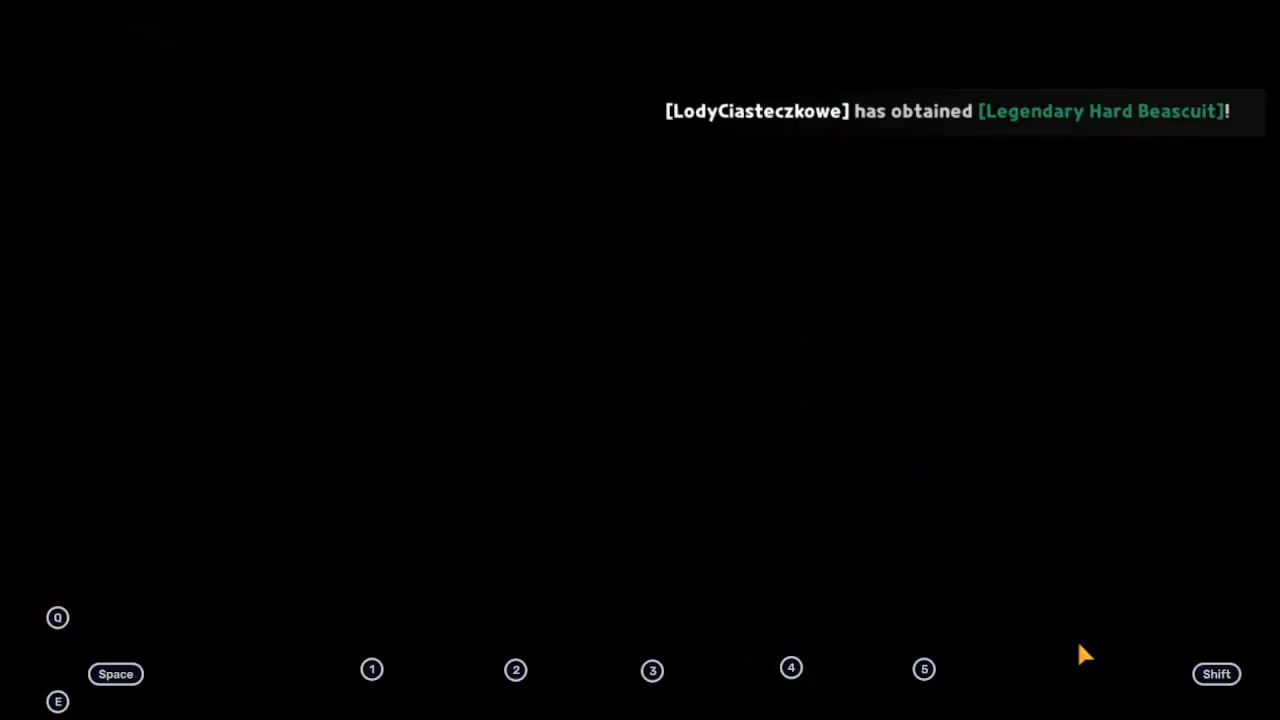 [LodyCiasteczkowe] has obtained [Legendary Hard Beascuit]!
Q
Space
E
1
2
3
4
5
Shift